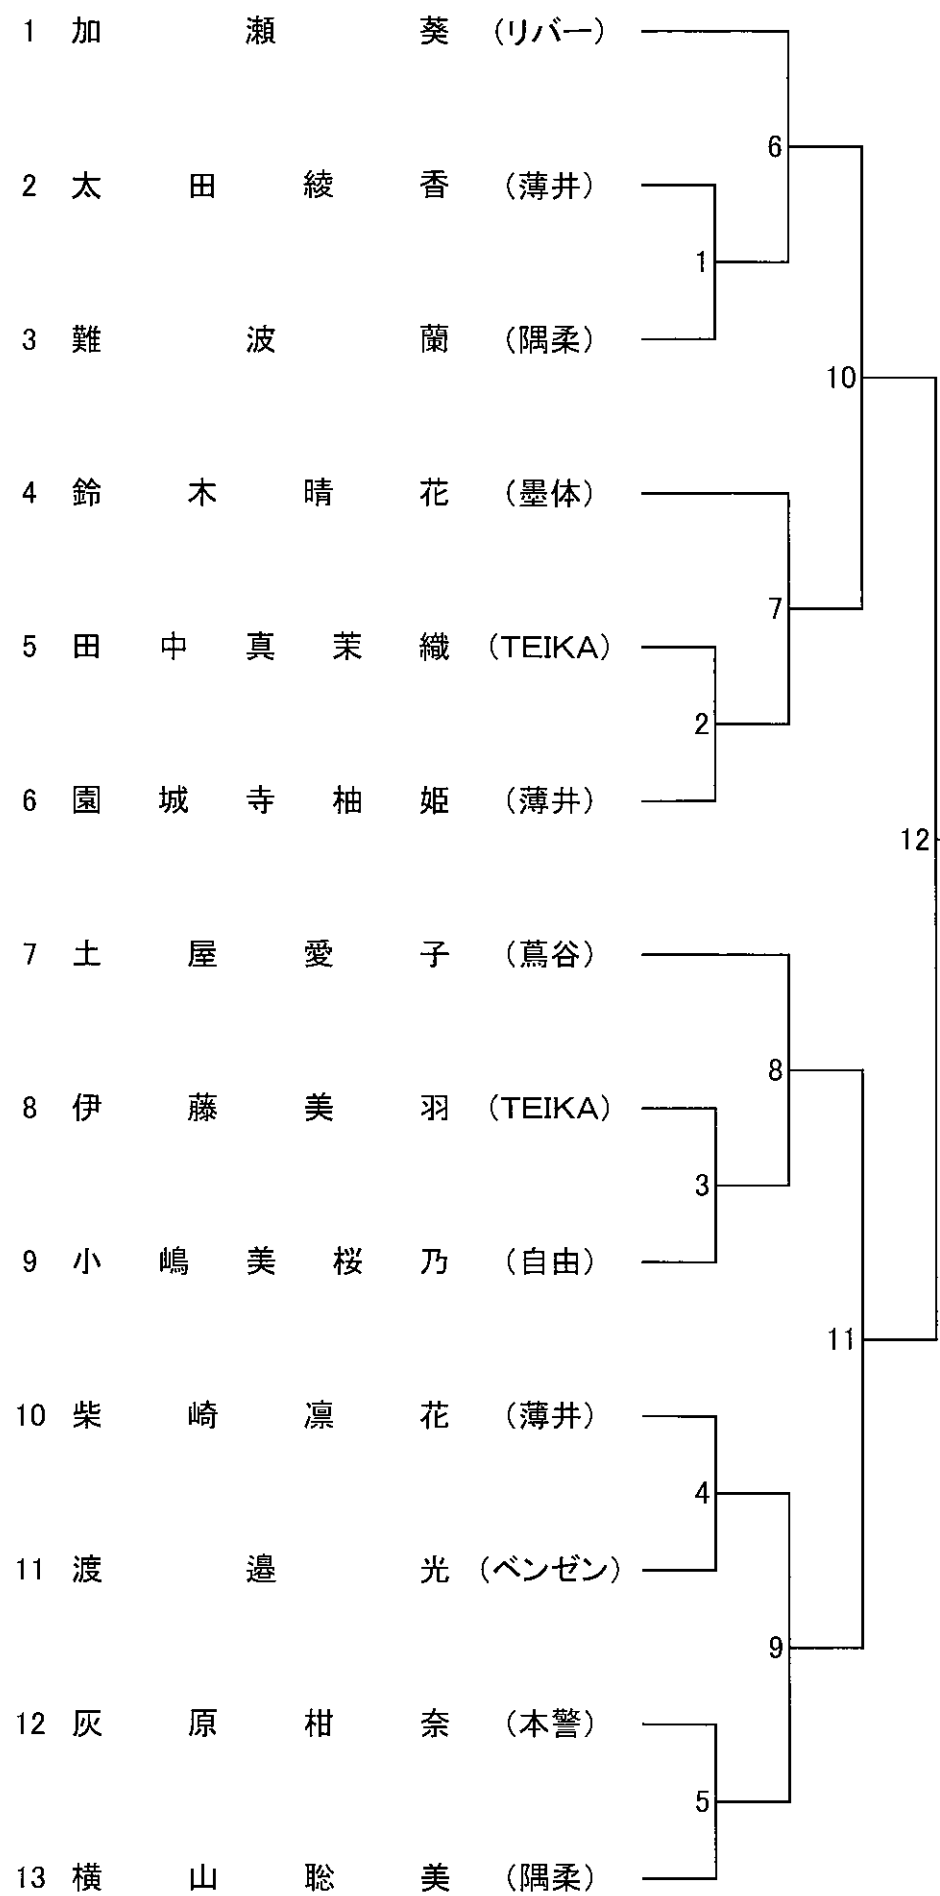 1 加瀬葵 (リバー)
6
2 太田綾香 (薄井)
1
3 難波蘭 (隅柔)
10
4 鈴木晴花 (墨体)
7
5 田中真茉織 (TEIKA)
2
6 園城寺柚姫 (薄井)
12
7 土屋愛子 (蔦谷)
8
8 伊藤美羽 (TEIKA)
3
9 小嶋美桜乃 (自由)
11
10 柴崎凛花 (薄井)
4
11 渡邉光 (ベンゼン)
9
12 灰原柑奈 (本警)
5
13 横山聡美 (隅柔)